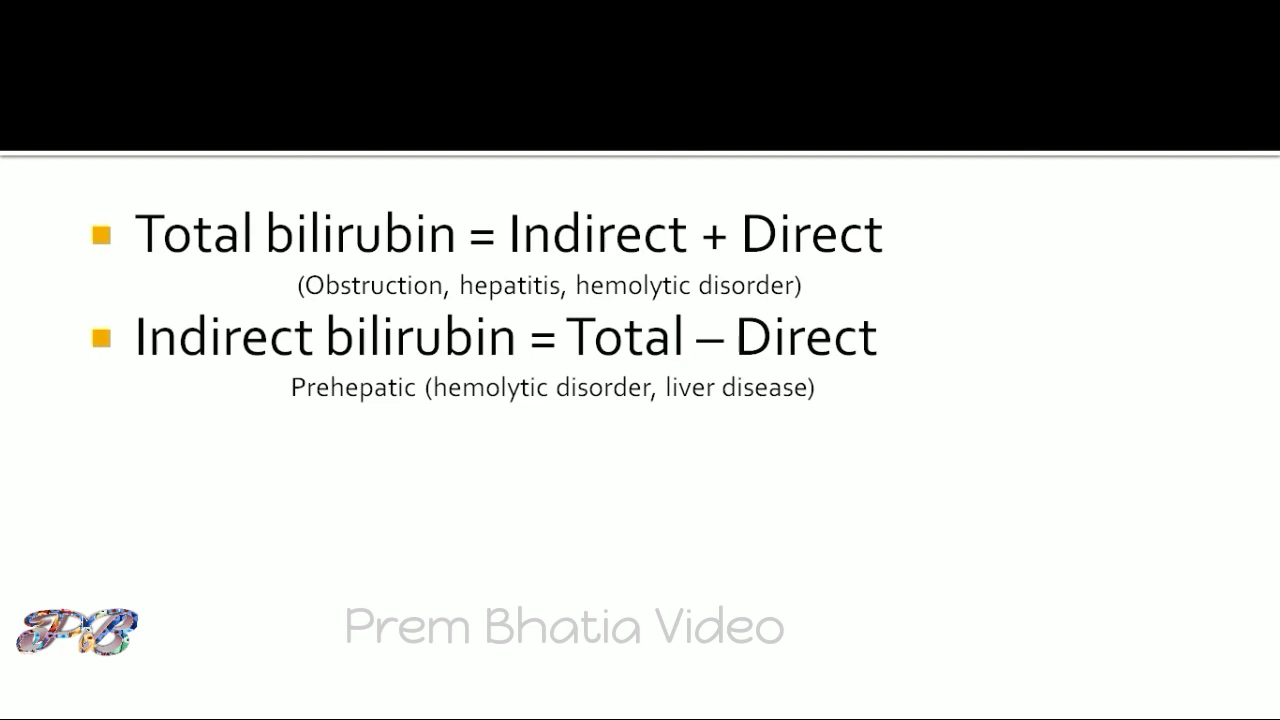 Total bilirubin = Indirect + Direct
(Obstruction, hepatitis, hemolytic disorder)
Indirect bilirubin = Total – Direct
Prehepatic (hemolytic disorder, liver disease)
PB
Prem Bhatia Video